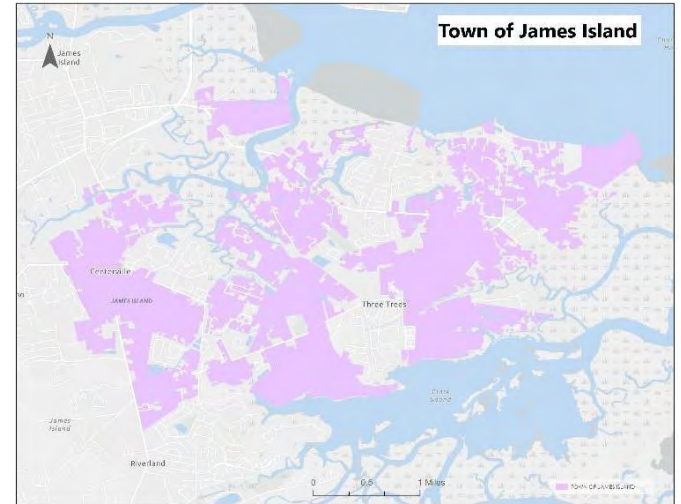 Town of James Island
N
James
Island
Centerville
JAMES ISLAND
Three Trees
James
Island
Riverland
0 0.5 1 Miles
TOWN OF JAMES ISLAND